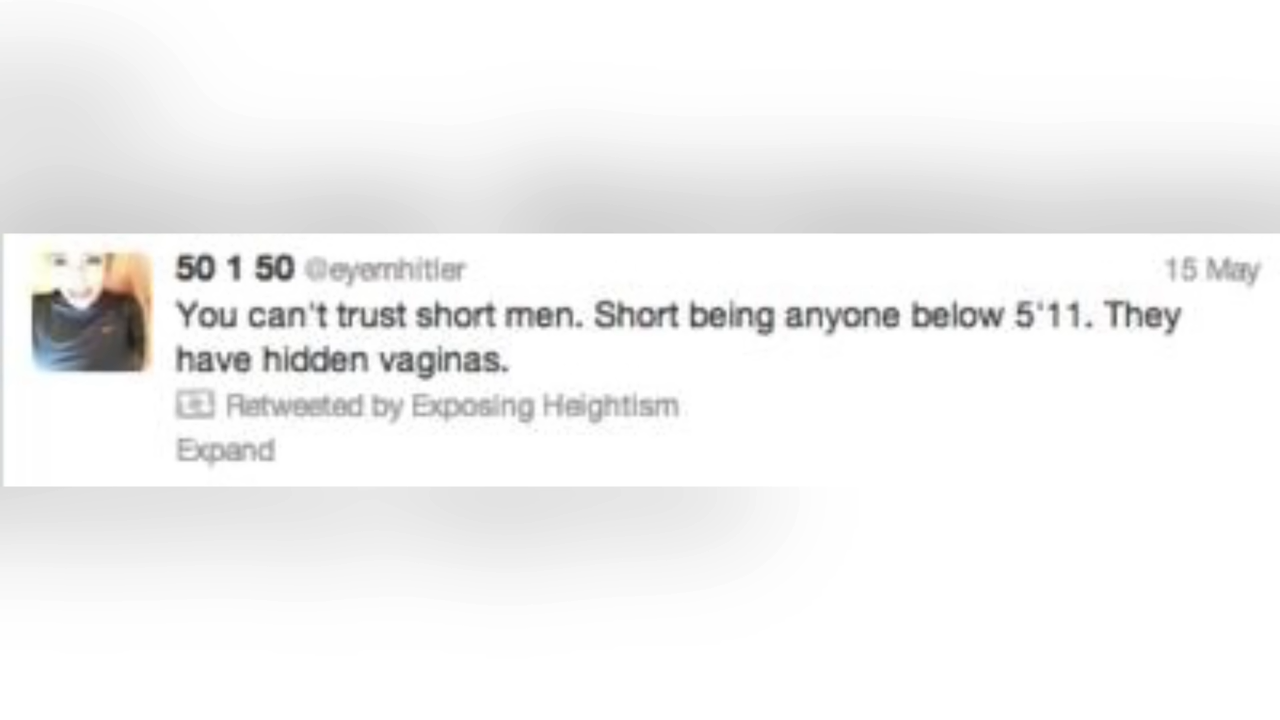 50 1 50 @eyemhitler 15 May
You can't trust short men. Short being anyone below 5'11. They
have hidden vaginas.
Retweeted by Exposing Heightism
Expand